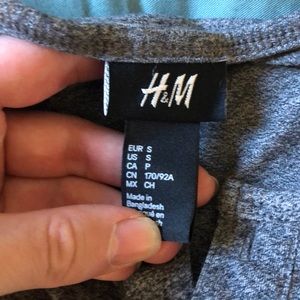 H&M
EUR S
US S
CA P
CN 170/92A
MX CH
Made in
Bangladesh